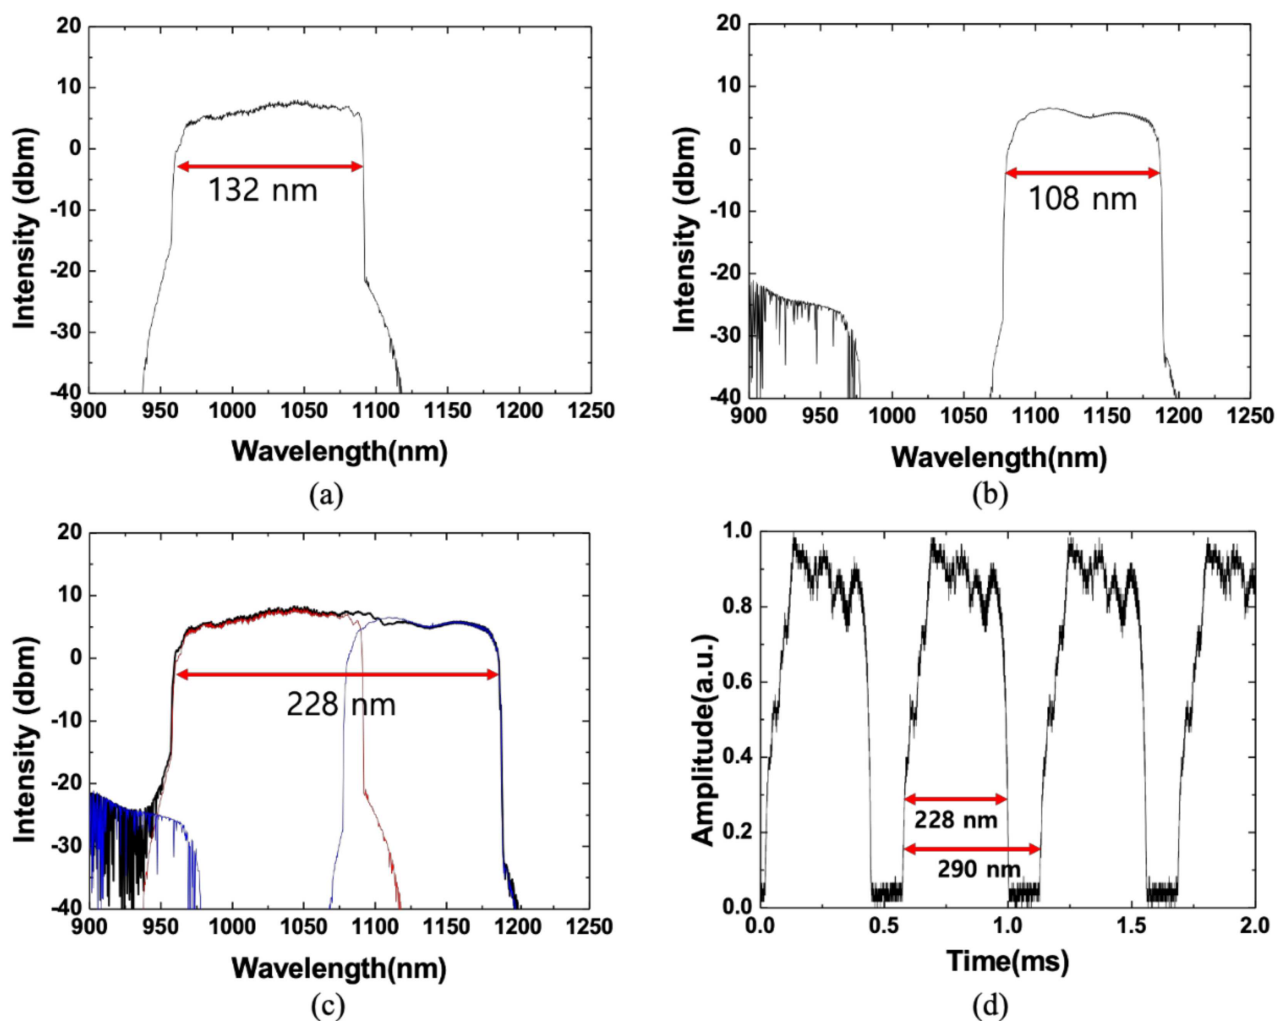 20
10
0
-10
-20
-30
-40
900 950 1000 1050 1100 1150 1200 1250
Intensity (dbm)
132 nm
Wavelength(nm)
(a)
20
10
0
-10
-20
-30
-40
900 950 1000 1050 1100 1150 1200 1250
Intensity (dbm)
108 nm
Wavelength(nm)
(b)
20
10
0
-10
-20
-30
-40
900 950 1000 1050 1100 1150 1200 1250
Intensity (dbm)
228 nm
Wavelength(nm)
(c)
1.0
0.8
0.6
0.4
0.2
0.0
0.0 0.5 1.0 1.5 2.0
Amplitude(a.u.)
228 nm
290 nm
Time(ms)
(d)